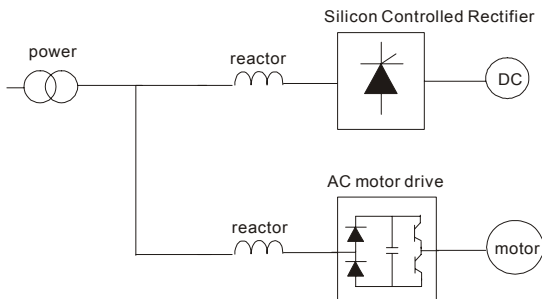 Silicon Controlled Rectifier
power
reactor
DC
AC motor drive
reactor
motor